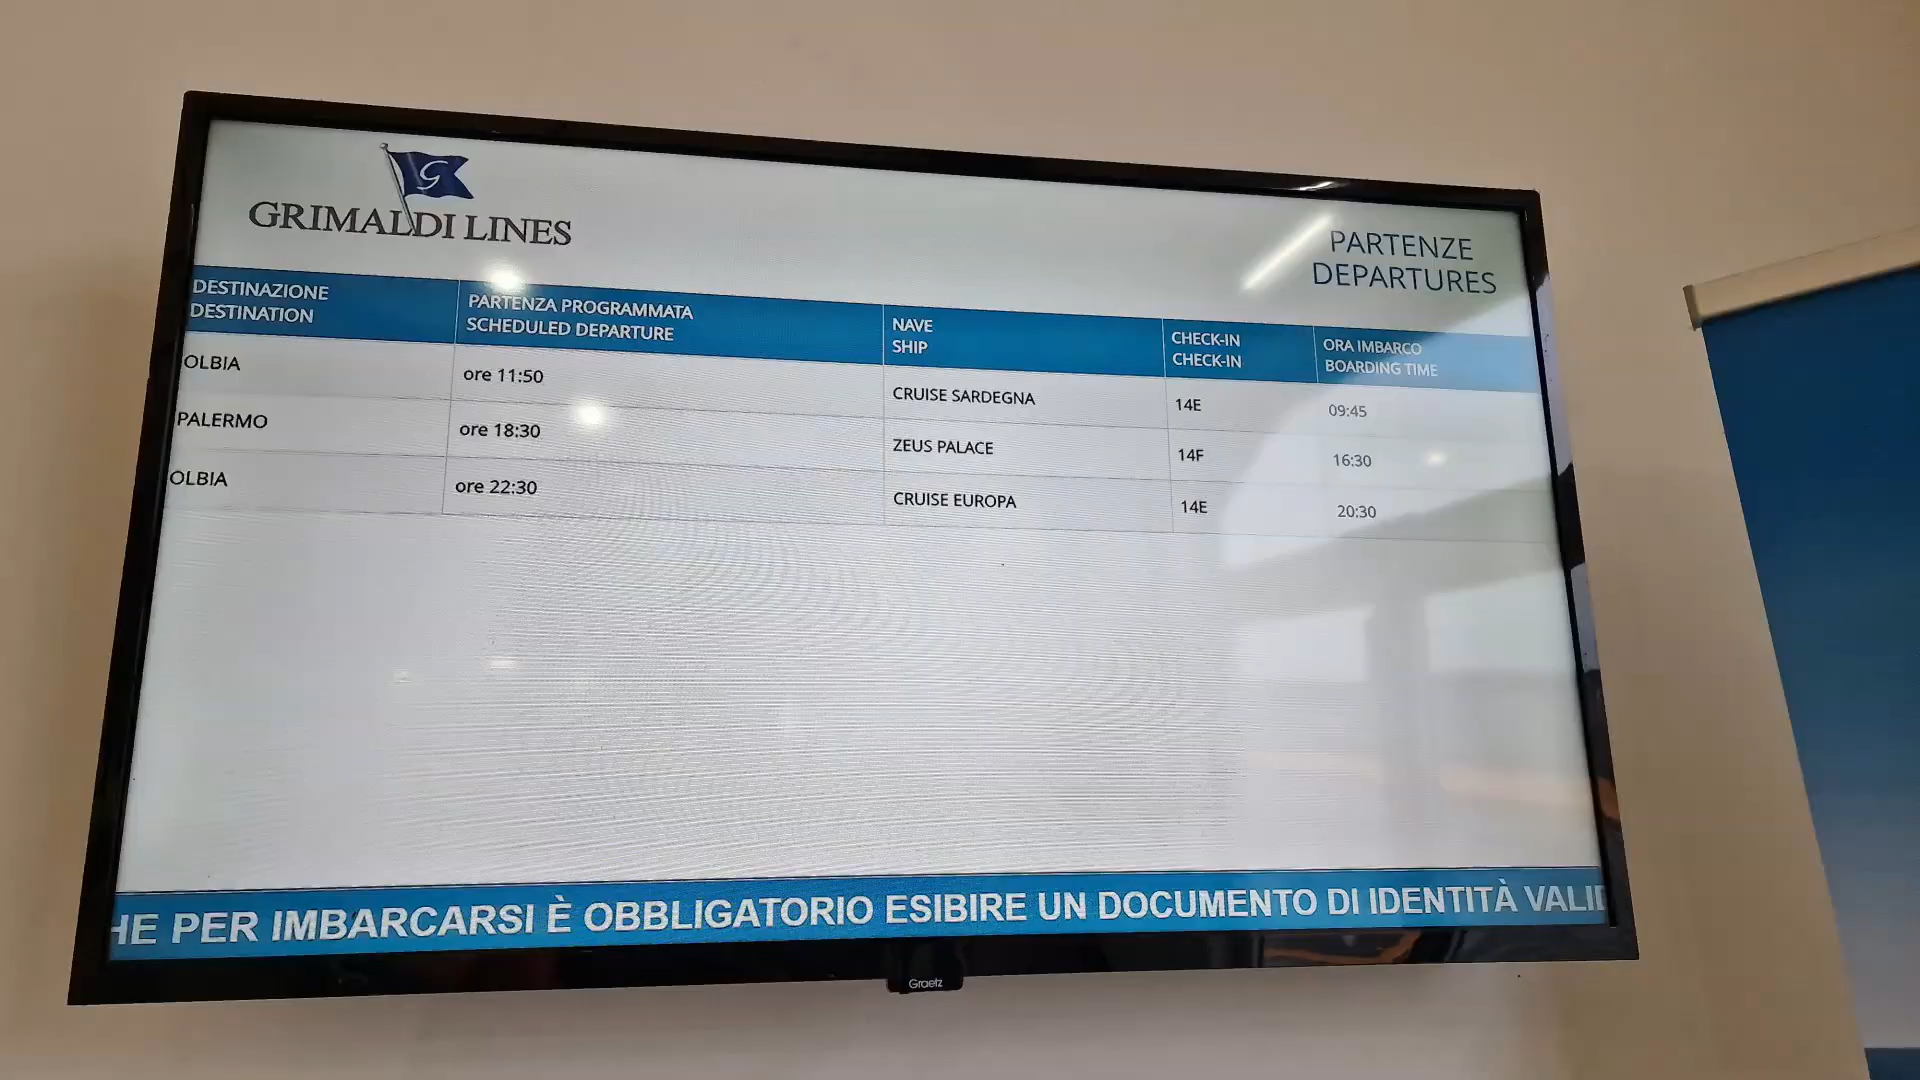 G
GRIMALDI LINES
PARTENZE
DEPARTURES
DESTINAZIONE
DESTINATION
PARTENZA PROGRAMMATA
SCHEDULED DEPARTURE
NAVE
SHIP
CHECK-IN
CHECK-IN
ORA IMBARCO
BOARDING TIME
OLBIA ore 11:50 CRUISE SARDEGNA 14E 09:45
PALERMO ore 18:30 ZEUS PALACE 14F 16:30
OLBIA ore 22:30 CRUISE EUROPA 14E 20:30
HE PER IMBARCARSI È OBBLIGATORIO ESIBIRE UN DOCUMENTO DI IDENTITÀ VALI
Graetz